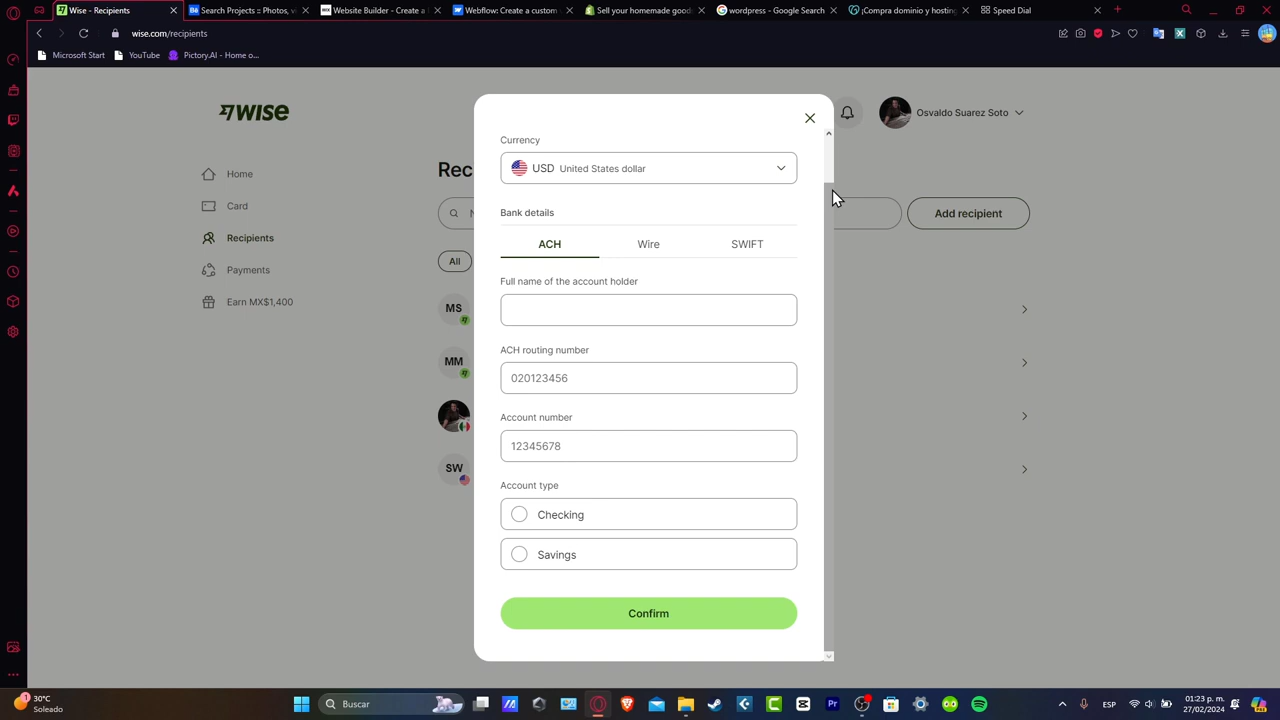 Wise
Search Projects - Photos, v
Website Builder - Create a
Webflow: Create a custom
Sell your homemade good
wordpress - Google Search
¡Compra dominio y hosting
Speed Dial
wise.com/recipients
Microsoft Start
YouTube
Pictory.AI - Home o...
WISE
Osvaldo Suarez Soto
Home
Card
Recipients
Payments
Earn MX$1,400
Rec
N
Add recipient
All
MS
MM
SW
Currency
USD United States dollar
Bank details
ACH Wire SWIFT
Full name of the account holder
ACH routing number
020123456
Account number
12345678
Account type
Checking
Savings
Confirm
1
30°C
Soleado
Buscar
ESP
01:23 p. m.
27/02/2024